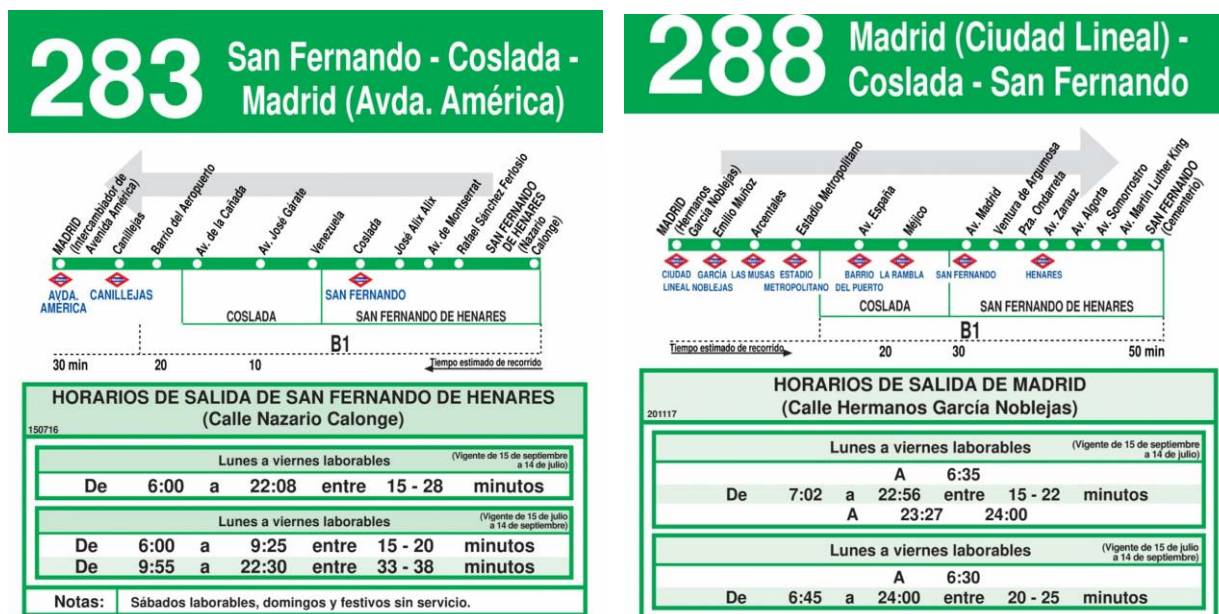 283
San Fernando - Coslada -
Madrid (Avda. América)
MADRID
(Intercambiador de
Avenida América)
Canillejas
Barrio del Aeropuerto
Av. de la Cañada
Av. José Gárate
Venezuela
Coslada
José Alix Alix
Av. de Montserrat
Rafael Sánchez Ferlosio
SAN FERNANDO
DE HENARES
(Nazario
Calonge)
AVDA.
AMÉRICA
CANILLEJAS
SAN FERNANDO
COSLADA
SAN FERNANDO DE HENARES
B1
30 min 20 10
Tiempo estimado de recorrido
HORARIOS DE SALIDA DE SAN FERNANDO DE HENARES
(Calle Nazario Calonge)
150716
Lunes a viernes laborables
(Vigente de 15 de septiembre
a 14 de julio)
De 6:00 a 22:08 entre 15 - 28 minutos
Lunes a viernes laborables
(Vigente de 15 de julio
a 14 de septiembre)
De 6:00 a 9:25 entre 15 - 20 minutos
De 9:55 a 22:30 entre 33 - 38 minutos
Notas: Sábados laborables, domingos y festivos sin servicio.
288
Madrid (Ciudad Lineal) -
Coslada - San Fernando
MADRID
(Hermanos
García Noblejas)
Emilio Muñoz
Arcentales
Estadio Metropolitano
Av. España
Méjico
Av. Madrid
Ventura de Argumosa
Pza. Ondarreta
Av. Zarauz
Av. Algorta
Av. Somorrostro
Av. Martin Luther King
SAN FERNANDO
(Cementerio)
CIUDAD
LINEAL
GARCÍA
NOBLEJAS
LAS MUSAS
ESTADIO
METROPOLITANO
BARRIO
DEL PUERTO
LA RAMBLA
SAN FERNANDO
HENARES
COSLADA
SAN FERNANDO DE HENARES
B1
Tiempo estimado de recorrido
20 30 50 min
HORARIOS DE SALIDA DE MADRID
(Calle Hermanos García Noblejas)
201117
Lunes a viernes laborables
(Vigente de 15 de septiembre
a 14 de julio)
A 6:35
De 7:02 a 22:56 entre 15 - 22 minutos
A 23:27 24:00
Lunes a viernes laborables
(Vigente de 15 de julio
a 14 de septiembre)
A 6:30
De 6:45 a 24:00 entre 20 - 25 minutos